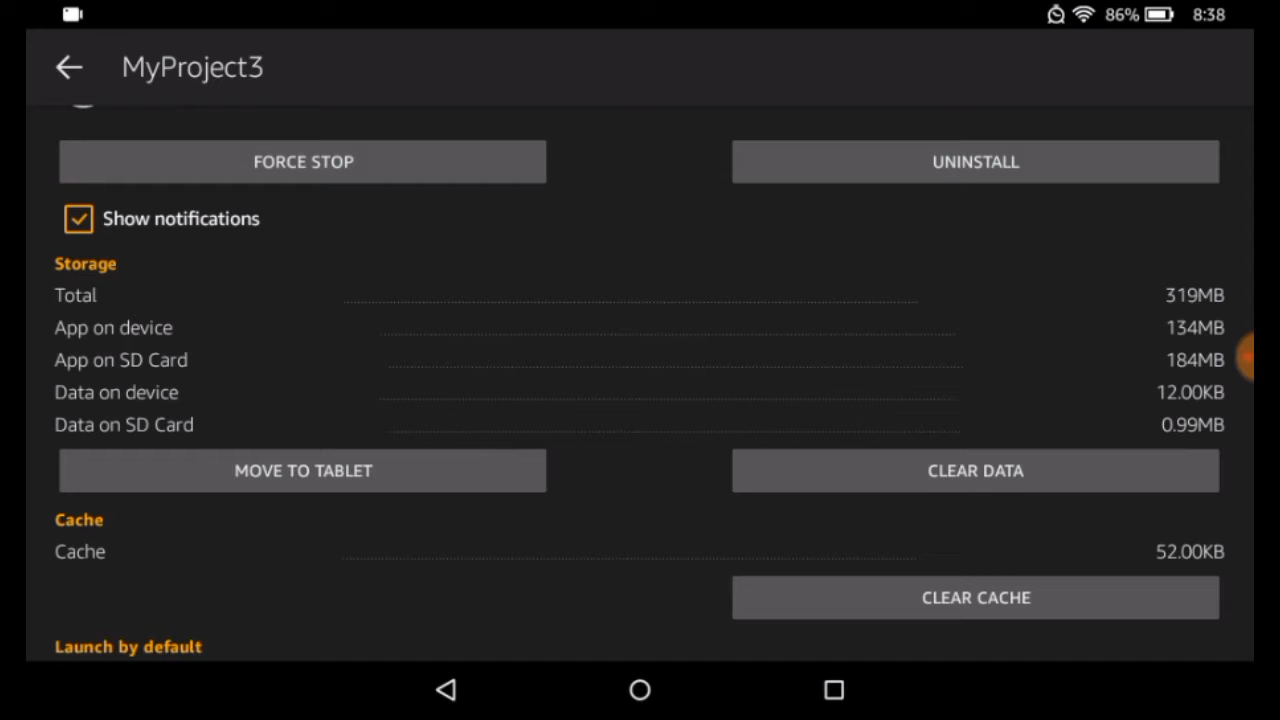 86% 8:38
MyProject3
FORCE STOP UNINSTALL
Show notifications
Storage
Total 319MB
App on device 134MB
App on SD Card 184MB
Data on device 12.00KB
Data on SD Card 0.99MB
MOVE TO TABLET CLEAR DATA
Cache
Cache 52.00KB
CLEAR CACHE
Launch by default